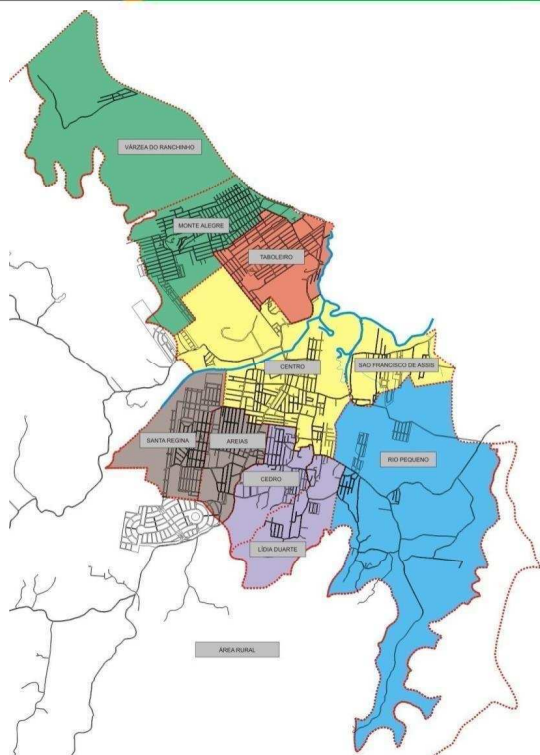 VÁRZEA DO RANCHINHO
MONTE ALEGRE
TABOLEIRO
CENTRO
SAO FRANCISCO DE ASSIS
SANTA REGINA
AREIAS
RIO PEQUENO
CEDRO
LÍDIA DUARTE
ÁREA RURAL